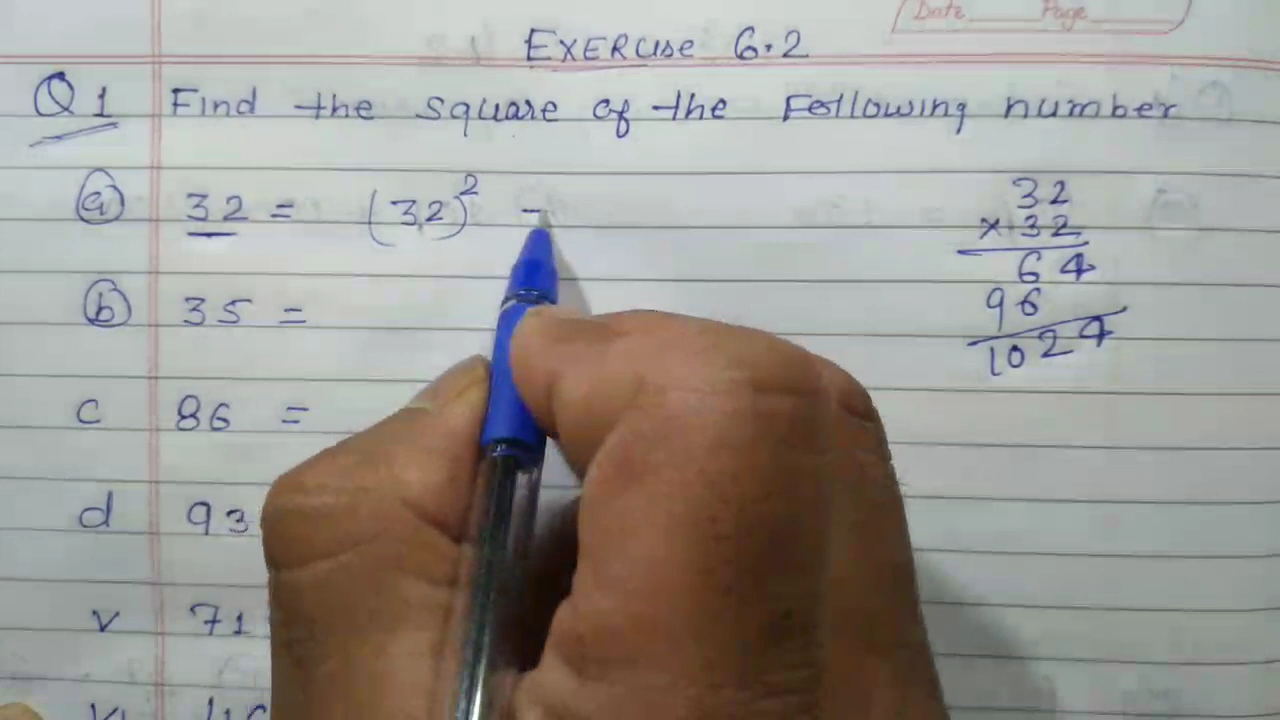 Date Page
EXERCISE 6.2
Q1 Find the square of the Following number
(a) 32 = (32)² -
(b) 35 =
c 86 =
d 93
v 71
vi
32
× 32
64
96
1024